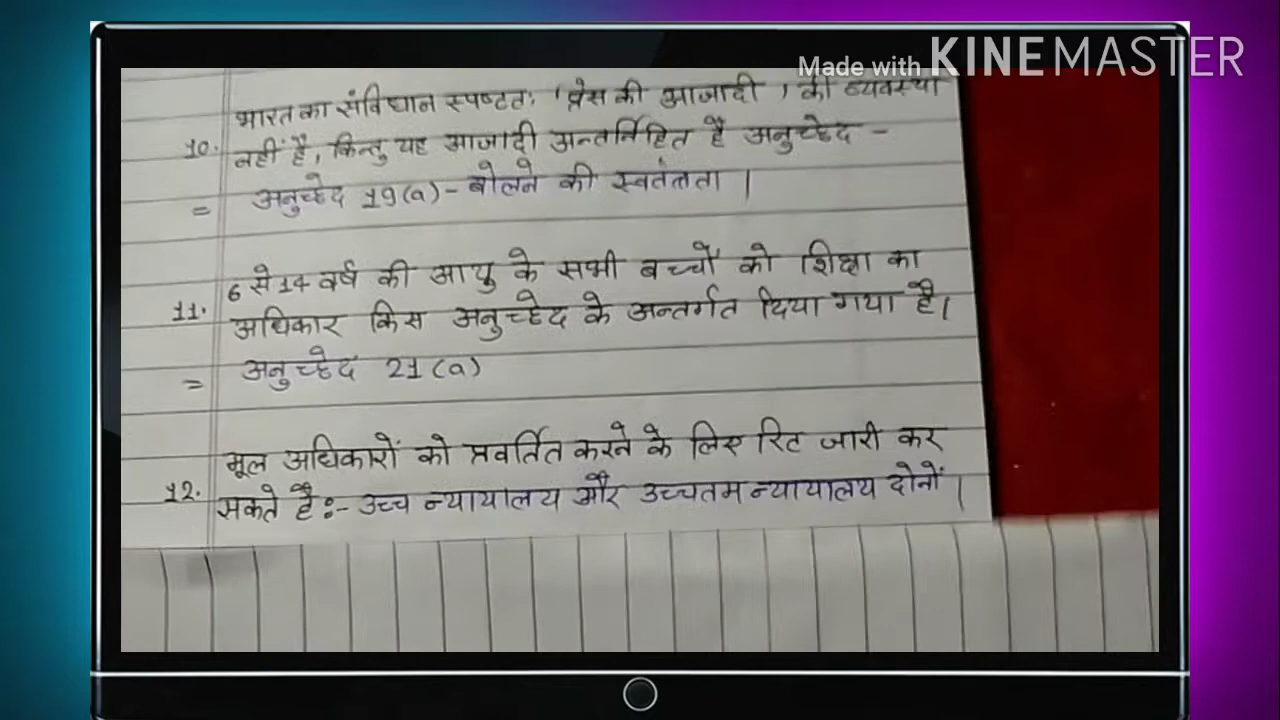 Made with KINEMASTER
10. भारत का संविधान स्पष्टतः 'प्रेस की आजादी' की व्यवस्था
नहीं है, किन्तु यह आजादी अन्तर्निहित है अनुच्छेद -
= अनुच्छेद 19(a) - बोलने की स्वतंत्रता |
11. 6 से 14 वर्ष की आयु के सभी बच्चों को शिक्षा का
अधिकार किस अनुच्छेद के अन्तर्गत दिया गया है|
= अनुच्छेद 21(a)
12. मूल अधिकारों को प्रवर्तित करने के लिए रिट जारी कर
सकते है :- उच्च न्यायालय और उच्चतम न्यायालय दोनों |